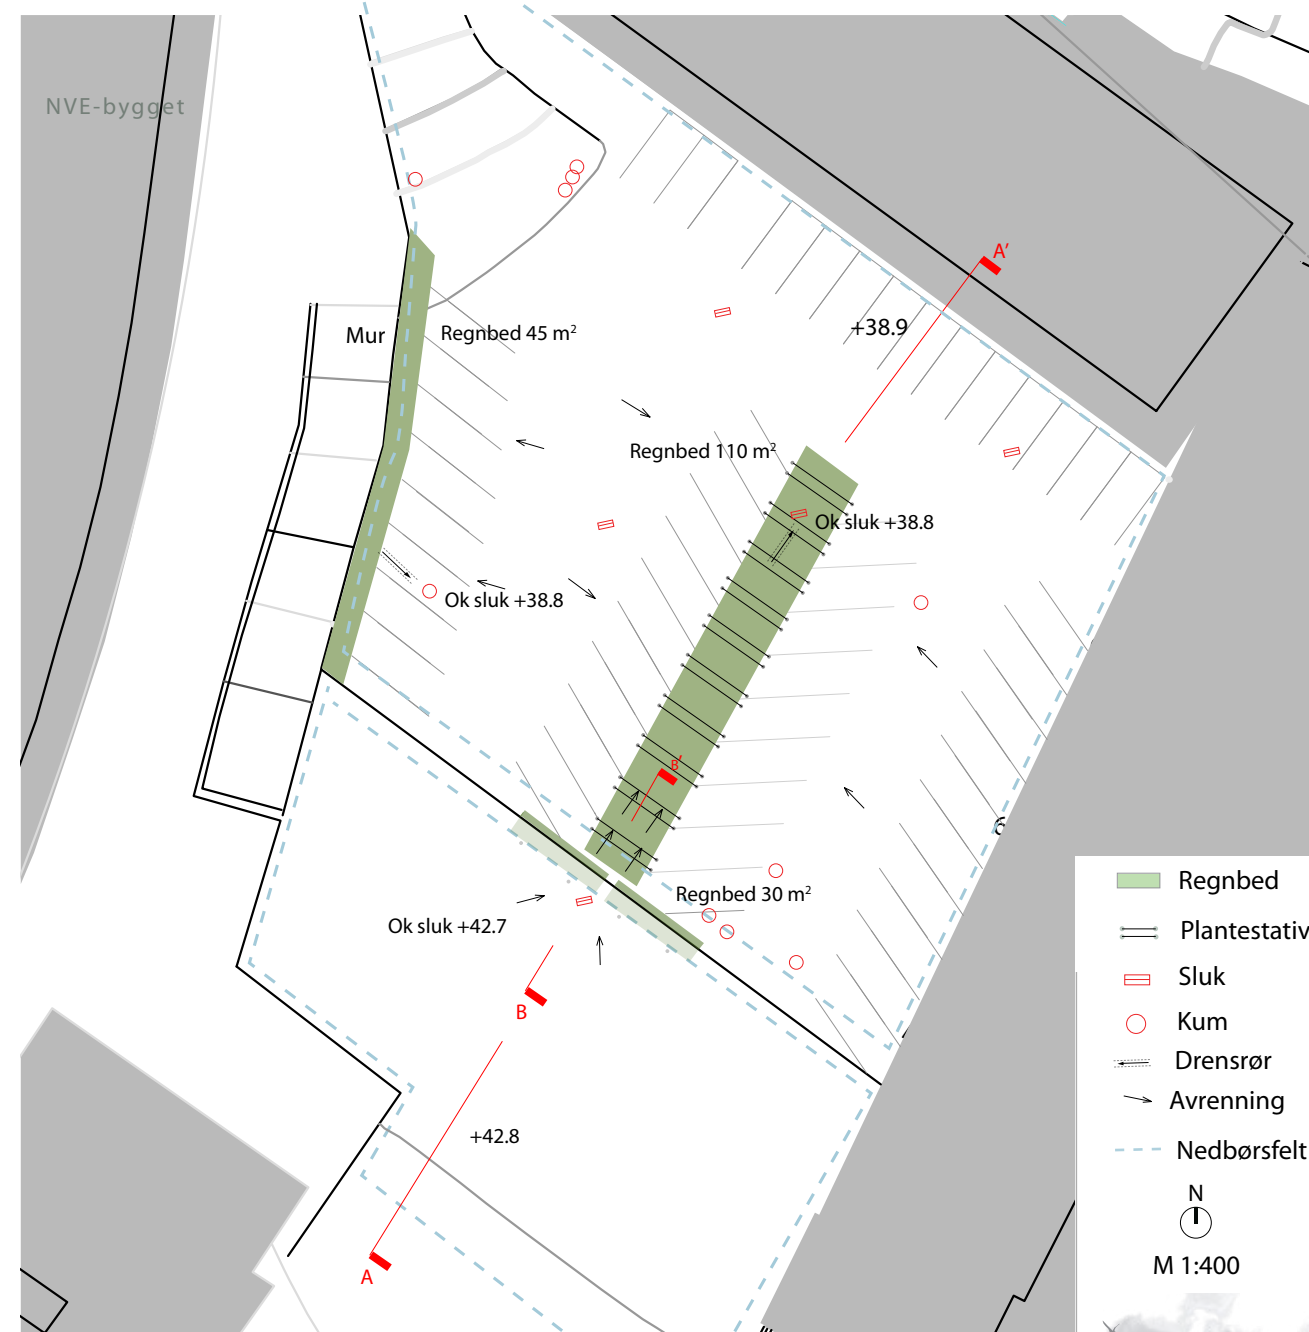 NVE-bygget
A'
+38.9
Mur
Regnbed 45 m²
Regnbed 110 m²
Ok sluk +38.8
Ok sluk +38.8
B'
Regnbed 30 m²
Ok sluk +42.7
B
+42.8
A
Regnbed
Plantestativ
Sluk
Kum
Drensrør
Avrenning
Nedbørsfelt
N
M 1:400